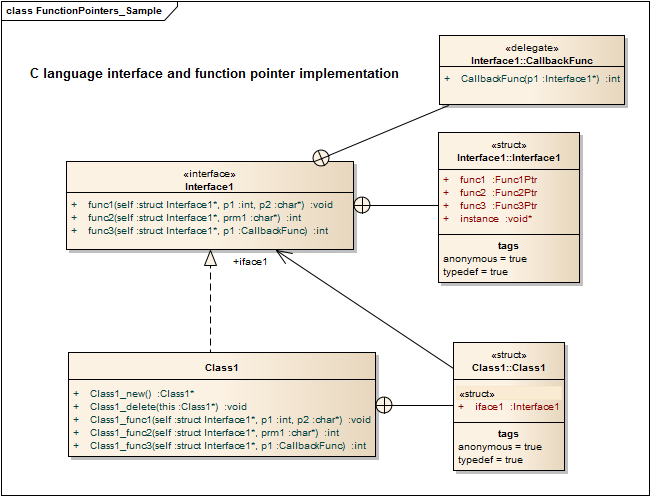 class FunctionPointers_Sample
C language interface and function pointer implementation
«delegate»
Interface1::CallbackFunc
+ CallbackFunc(p1 :Interface1*) :int
«interface»
Interface1
+ func1(self :struct Interface1*, p1 :int, p2 :char*) :void
+ func2(self :struct Interface1*, prm1 :char*) :int
+ func3(self :struct Interface1*, p1 :CallbackFunc) :int
«struct»
Interface1::Interface1
+ func1 :Func1Ptr
+ func2 :Func2Ptr
+ func3 :Func3Ptr
+ instance :void*
tags
anonymous = true
typedef = true
+iface1
Class1
+ Class1_new() :Class1*
+ Class1_delete(this :Class1*) :void
+ Class1_func1(self :struct Interface1*, p1 :int, p2 :char*) :void
+ Class1_func2(self :struct Interface1*, prm1 :char*) :int
+ Class1_func3(self :struct Interface1*, p1 :CallbackFunc) :int
«struct»
Class1::Class1
«struct»
+ iface1 :Interface1
tags
anonymous = true
typedef = true